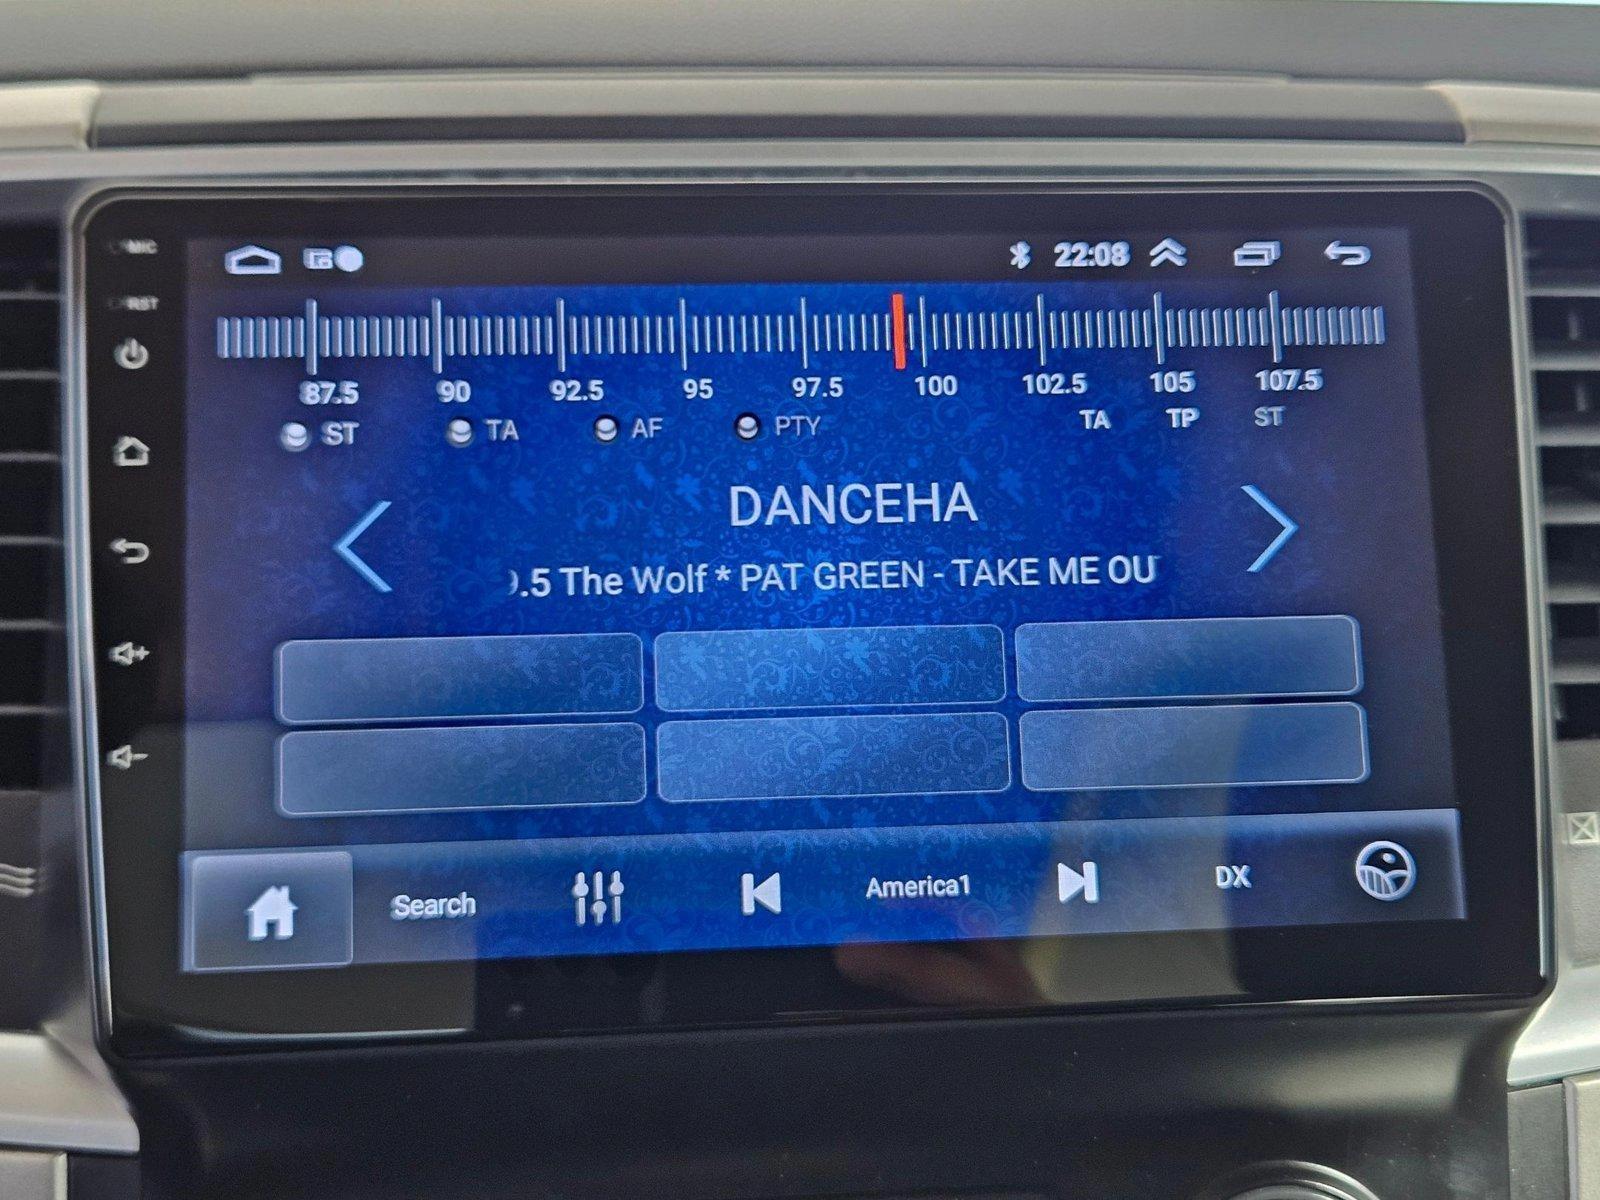 MIC
22:08
RST
87.5 90 92.5 95 97.5 100 102.5 105 107.5
ST TA AF PTY TA TP ST
DANCEHA
.5 The Wolf * PAT GREEN - TAKE ME OU
Search America1 DX